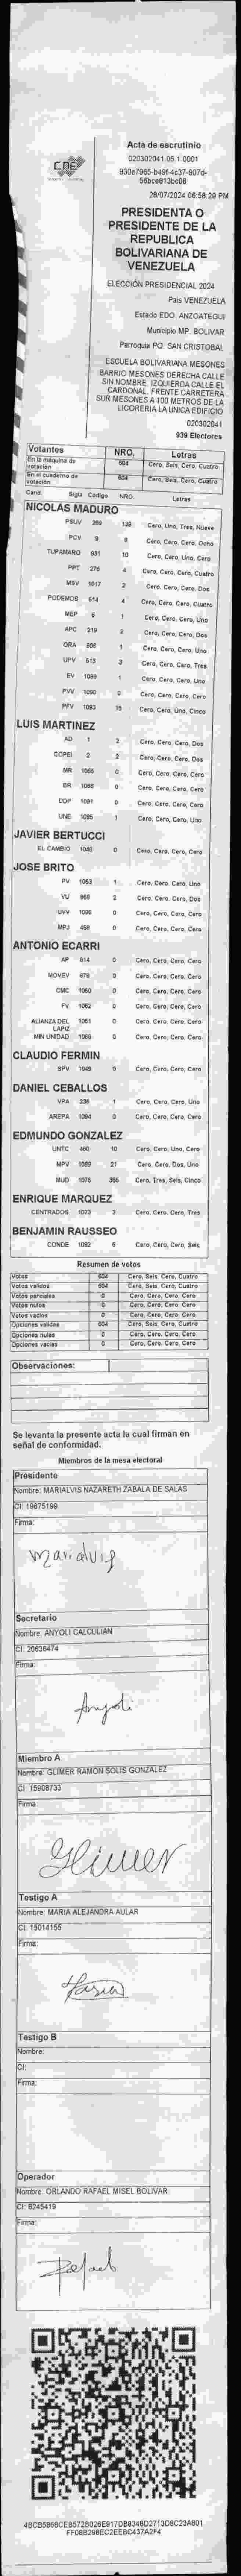 CNE
Acta de escrutinio
020302041.05.1.0001
28/07/2024 06:58:29 PM
PRESIDENTA O
PRESIDENTE DE LA
REPUBLICA
BOLIVARIANA DE
VENEZUELA
ELECCIÓN PRESIDENCIAL 2024
Pais VENEZUELA
Estado EDO. ANZOATEGUI
Municipio MP. BOLIVAR
Parroquia PQ. SAN CRISTOBAL
ESCUELA BOLIVARIANA MESONES
BARRIO MESONES DERECHA CALLE
SIN NOMBRE. IZQUIERDA CALLE EL
CARDONAL. FRENTE CARRETERA
SUR MESONES A 100 METROS DE LA
LICORERIA LA UNICA EDIFICIO
020302041
939 Electores
Votantes NRO. Letras
En la máquina de votación 604 Cero, Seis, Cero, Cuatro
En el cuaderno de votación 604 Cero, Seis, Cero, Cuatro
Cand. Sigla Codigo NRO. Letras
NICOLAS MADURO
PSUV 269 139 Cero, Uno, Tres, Nueve
PCV 9 8 Cero, Cero, Cero, Ocho
TUPAMARO 931 10 Cero, Cero, Uno, Cero
PPT 276 4 Cero, Cero, Cero, Cuatro
MSV 1017 2 Cero, Cero, Cero, Dos
PODEMOS 614 4 Cero, Cero, Cero, Cuatro
MEP 6 1 Cero, Cero, Cero, Uno
APC 219 2 Cero, Cero, Cero, Dos
ORA 906 1 Cero, Cero, Cero, Uno
UPV 513 3 Cero, Cero, Cero, Tres
EV 1089 1 Cero, Cero, Cero, Uno
PVV 1090 0 Cero, Cero, Cero, Cero
PFV 1093 15 Cero, Cero, Uno, Cinco
LUIS MARTINEZ
AD 1 2 Cero, Cero, Cero, Dos
COPEI 2 2 Cero, Cero, Cero, Dos
MR 1065 0 Cero, Cero, Cero, Cero
BR 1066 0 Cero, Cero, Cero, Cero
DDP 1091 0 Cero, Cero, Cero, Cero
UNE 1095 1 Cero, Cero, Cero, Uno
JAVIER BERTUCCI
EL CAMBIO 1048 0 Cero, Cero, Cero, Cero
JOSE BRITO
PV 1053 1 Cero, Cero, Cero, Uno
VU 968 2 Cero, Cero, Cero, Dos
UVV 1096 0 Cero, Cero, Cero, Cero
MPJ 458 0 Cero, Cero, Cero, Cero
ANTONIO ECARRI
AP 814 0 Cero, Cero, Cero, Cero
MOVEV 678 0 Cero, Cero, Cero, Cero
CMC 1050 0 Cero, Cero, Cero, Cero
FV 1062 0 Cero, Cero, Cero, Cero
ALIANZA DEL LAPIZ 1051 0 Cero, Cero, Cero, Cero
MIN UNIDAD 1069 0 Cero, Cero, Cero, Cero
CLAUDIO FERMIN
SPV 1049 0 Cero, Cero, Cero, Cero
DANIEL CEBALLOS
VPA 236 1 Cero, Cero, Cero, Uno
AREPA 1094 0 Cero, Cero, Cero, Cero
EDMUNDO GONZALEZ
UNTC 460 10 Cero, Cero, Uno, Cero
MPV 1069 21 Cero, Cero, Dos, Uno
MUD 1075 365 Cero, Tres, Seis, Cinco
ENRIQUE MARQUEZ
CENTRADOS 1073 3 Cero, Cero, Cero, Tres
BENJAMIN RAUSSEO
CONDE 1092 6 Cero, Cero, Cero, Seis
Resumen de votos
Votos 604 Cero, Seis, Cero, Cuatro
Votos validos 604 Cero, Seis, Cero, Cuatro
Votos parciales 0 Cero, Cero, Cero, Cero
Votos nulos 0 Cero, Cero, Cero, Cero
Votos vacios 0 Cero, Cero, Cero, Cero
Opciones validas 604 Cero, Seis, Cero, Cuatro
Opciones nulas 0 Cero, Cero, Cero, Cero
Opciones vacias 0 Cero, Cero, Cero, Cero
Observaciones:
Se levanta la presente acta la cual firman en
señal de conformidad.
Miembros de la mesa electoral
Presidente
Nombre: MARIALVIS NAZARETH ZABALA DE SALAS
CI: 19675199
Firma:
Marialvis
Secretario
Nombre: ANYOLI CALCULIAN
CI: 20636474
Firma:
Anyoli
Miembro A
Nombre: GLIMER RAMON SOLIS GONZALEZ
CI: 15908733
Firma:
Glimer
Testigo A
Nombre: MARIA ALEJANDRA AULAR
CI: 15014155
Firma:
Maria
Testigo B
Nombre:
CI:
Firma:
Operador
Nombre: ORLANDO RAFAEL MISEL BOLIVAR
CI: 8245419
Firma:
Rafael